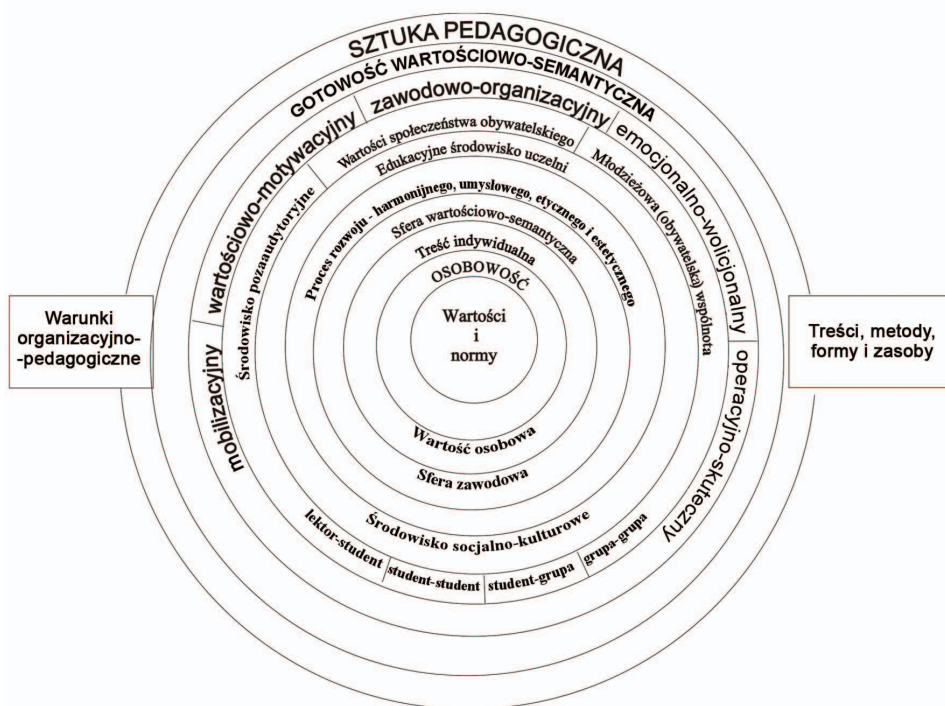 SZTUKA PEDAGOGICZNA
GOTOWOŚĆ WARTOŚCIOWO-SEMANTYCZNA
mobilizacyjny
wartościowo-motywacyjny
zawodowo-organizacyjny
emocjonalno-wolicjonalny
operacyjno-skuteczny
Środowisko pozaaudytoryjne
Wartości społeczeństwa obywatelskiego
Młodzieżowa (obywatelska) wspólnota
Edukacyjne środowisko uczelni
Proces rozwoju - harmonijnego, umysłowego, etycznego i estetycznego
Sfera wartościowo-semantyczna
Treść indywidualna
OSOBOWOŚĆ
Wartości
i
normy
Warunki
organizacyjno-
-pedagogiczne
Treści, metody,
formy i zasoby
Wartość osobowa
Sfera zawodowa
Środowisko socjalno-kulturowe
lektor-student
student-student
student-grupa
grupa-grupa